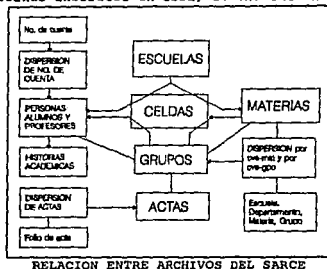 No. de cuenta
DISPERSION
DE NO. DE
CUENTA
PERSONAS
ALUMNOS Y
PROFESORES
HISTORIAS
ACADEMICAS
DISPERSION
DE ACTAS
Folio de acta
ESCUELAS
CELDAS
GRUPOS
ACTAS
MATERIAS
DISPERSION por
cve-mat y por
cve-gpo
Escuela,
Departamento,
Materia, Grupo
RELACION ENTRE ARCHIVOS DEL SARCE